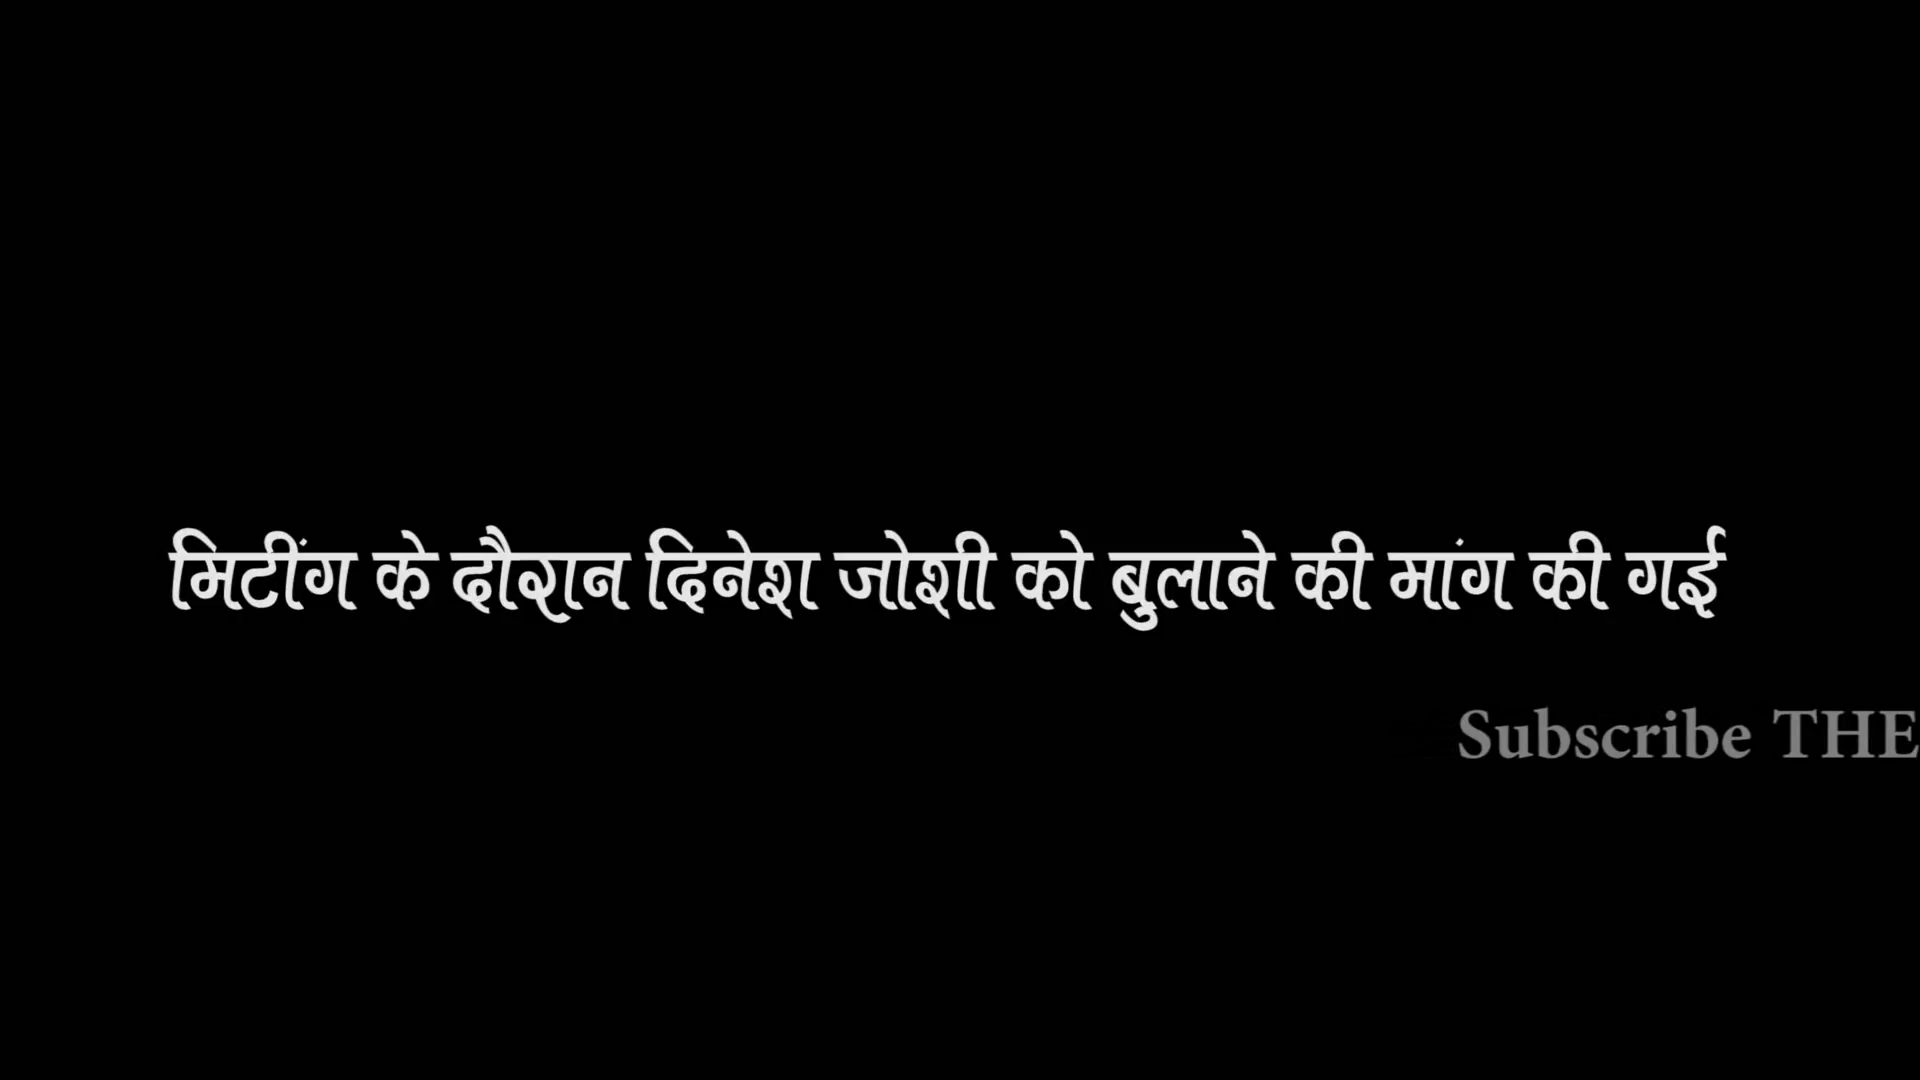 मिटींग के दौरान दिनेश जोशी को बुलाने की मांग की गई
Subscribe THE